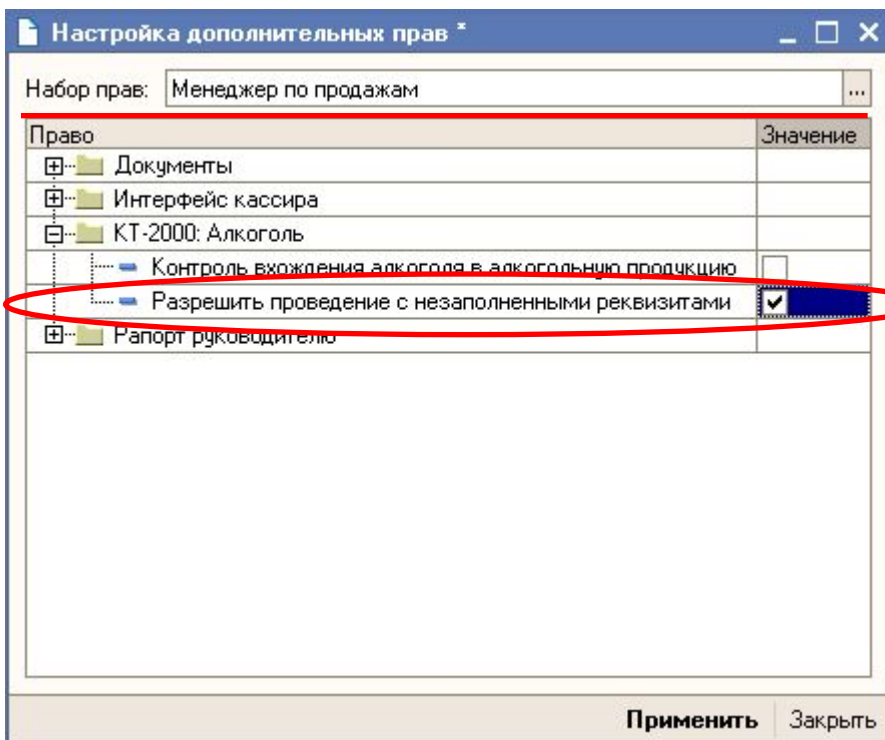 Настройка дополнительных прав *
Набор прав: Менеджер по продажам ...
Право Значение
Документы
Интерфейс кассира
КТ-2000: Алкоголь
Контроль вхождения алкоголя в алкогольную продукцию
Разрешить проведение с незаполненными реквизитами
Рапорт руководителю
Применить Закрыть